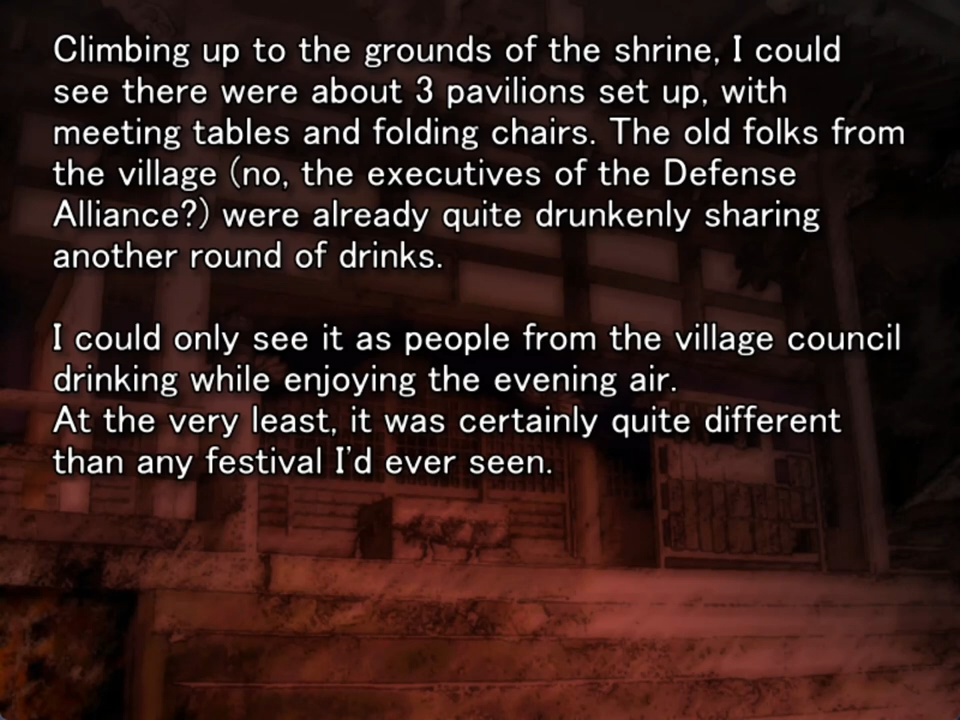 Climbing up to the grounds of the shrine, I could
see there were about 3 pavilions set up, with
meeting tables and folding chairs. The old folks from
the village (no, the executives of the Defense
Alliance?) were already quite drunkenly sharing
another round of drinks.
I could only see it as people from the village council
drinking while enjoying the evening air.
At the very least, it was certainly quite different
than any festival I'd ever seen.